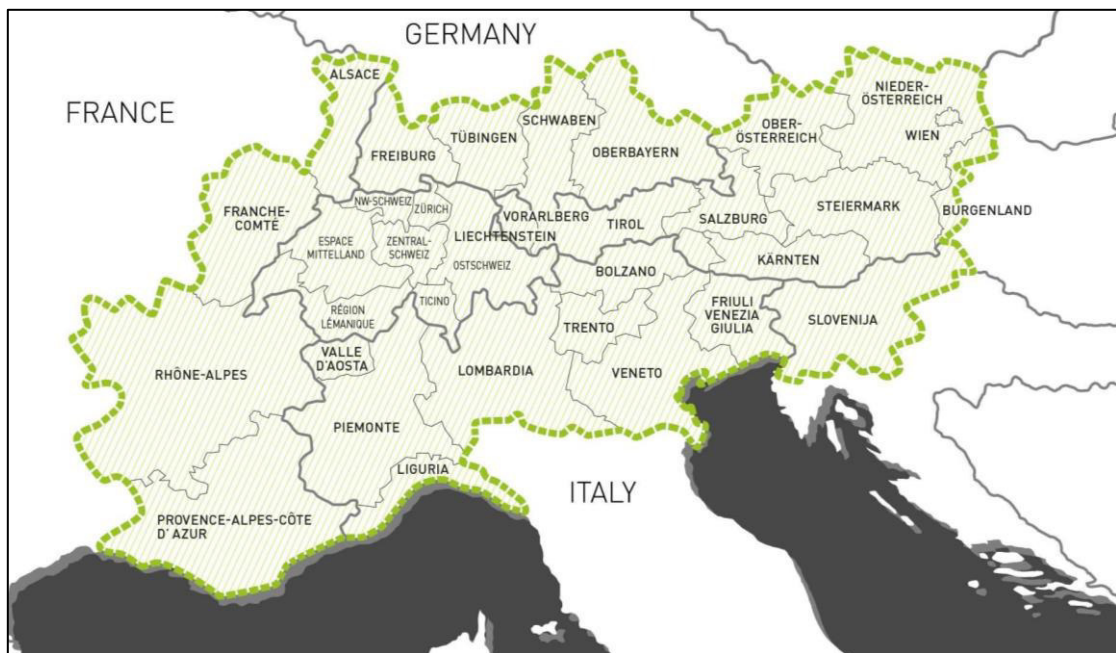 GERMANY
FRANCE
ALSACE
NIEDER-
ÖSTERREICH
SCHWABEN
TÜBINGEN
OBER-
ÖSTERREICH
WIEN
FREIBURG
OBERBAYERN
NW-SCHWEIZ
ZÜRICH
FRANCHE-
COMTÉ
VORARLBERG
TIROL
SALZBURG
STEIERMARK
BURGENLAND
LIECHTENSTEIN
ESPACE
MITTELLAND
ZENTRAL-
SCHWEIZ
OSTSCHWEIZ
BOLZANO
KÄRNTEN
TICINO
RÉGION
LÉMANIQUE
FRIULI
VENEZIA
GIULIA
SLOVENIJA
TRENTO
VALLE
D'AOSTA
RHÔNE-ALPES
LOMBARDIA
VENETO
PIEMONTE
LIGURIA
ITALY
PROVENCE-ALPES-CÔTE
D' AZUR